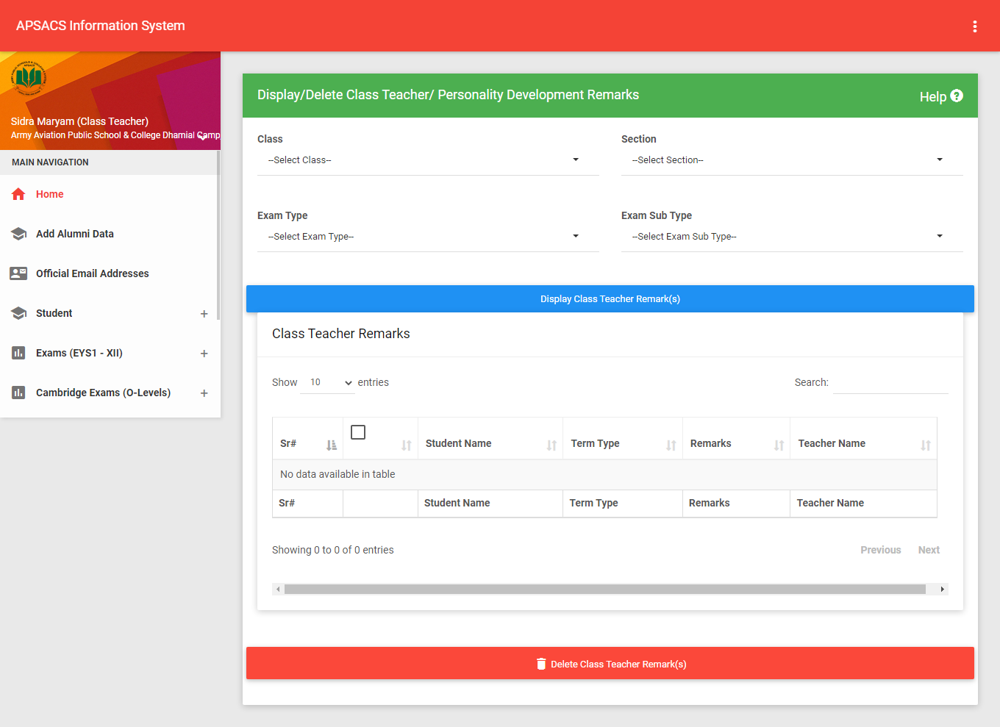 APSACS Information System
APSACS
Sidra Maryam (Class Teacher)
Army Aviation Public School & College Dhamial Camp
MAIN NAVIGATION
Home
Add Alumni Data
Official Email Addresses
Student
Exams (EYS1 - XII)
Cambridge Exams (O-Levels)
Display/Delete Class Teacher/ Personality Development Remarks
Help ?
Class
Section
--Select Class--
--Select Section--
Exam Type
Exam Sub Type
--Select Exam Type--
--Select Exam Sub Type--
Display Class Teacher Remark(s)
Class Teacher Remarks
Show 10 entries
Search:
Sr# Student Name Term Type Remarks Teacher Name
No data available in table
Sr# Student Name Term Type Remarks Teacher Name
Showing 0 to 0 of 0 entries
Previous Next
Delete Class Teacher Remark(s)